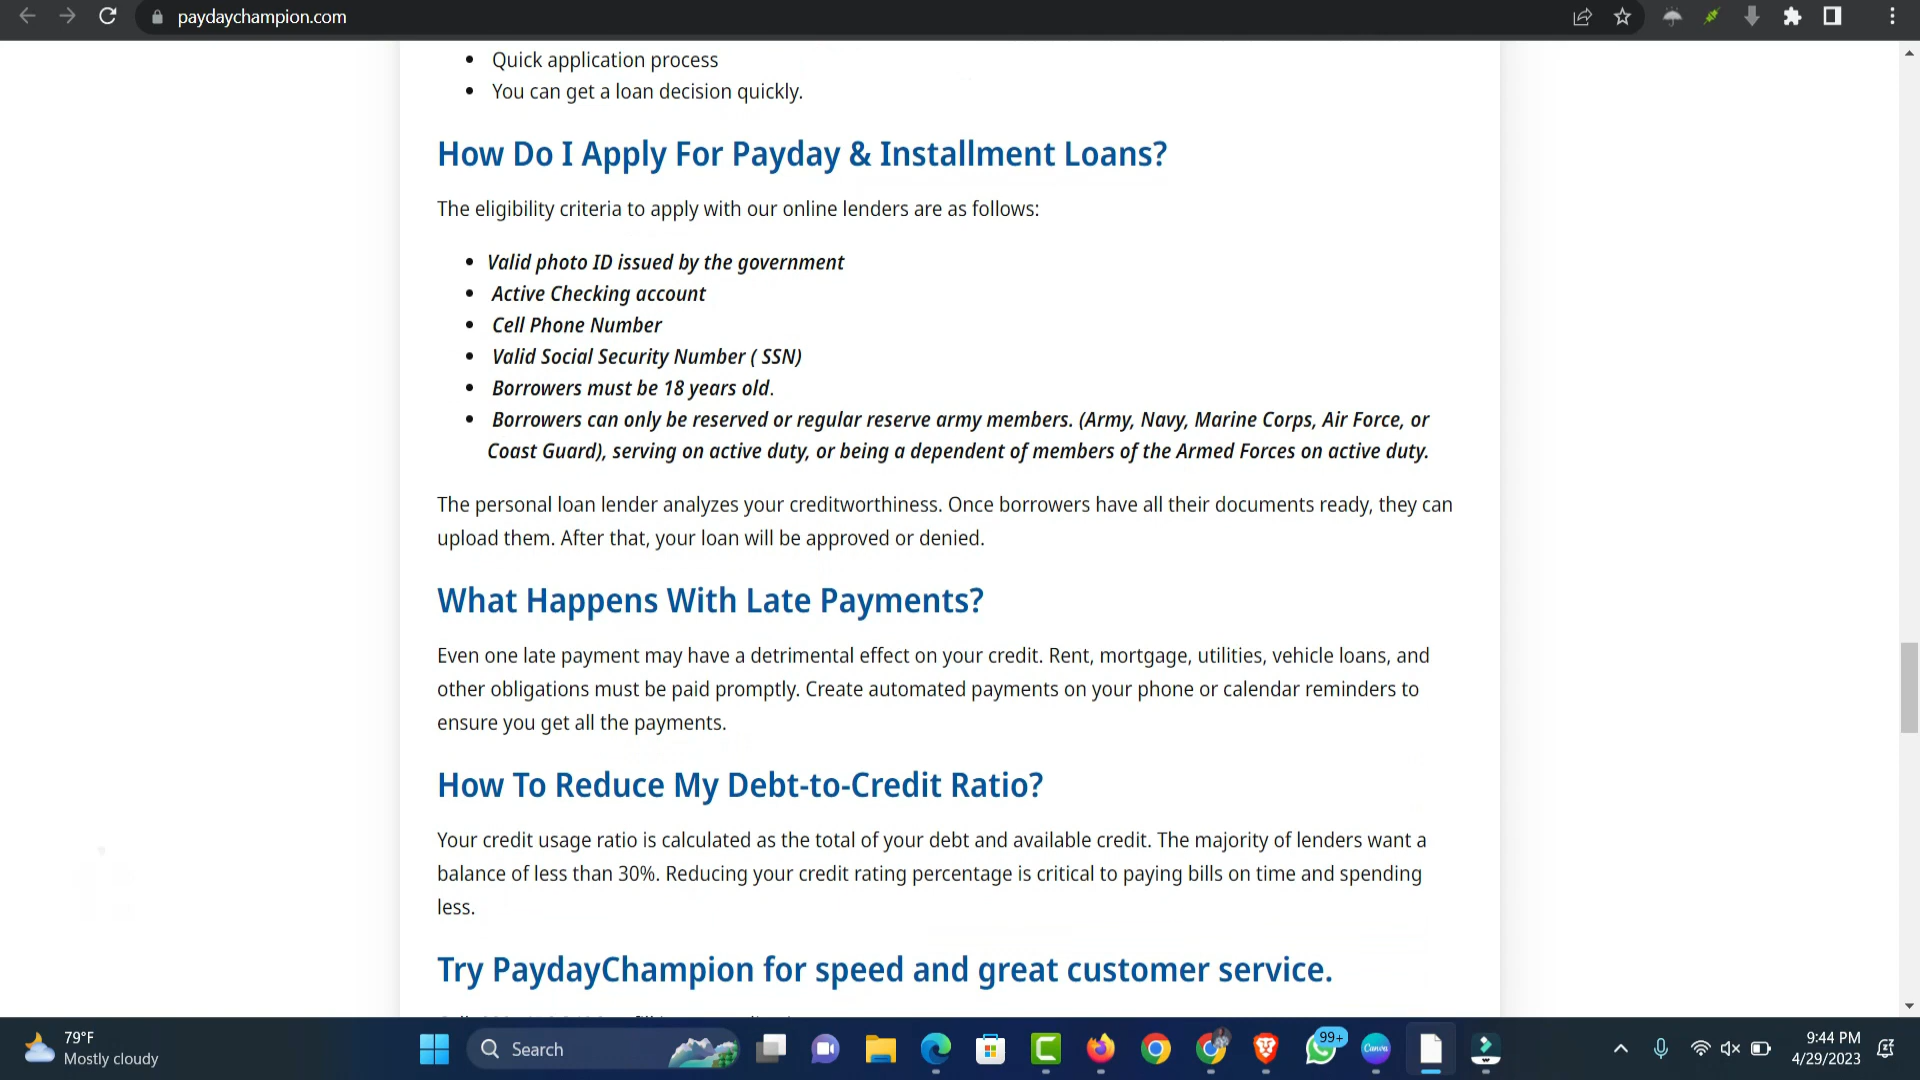 paydaychampion.com
Quick application process
You can get a loan decision quickly.
How Do I Apply For Payday & Installment Loans?
The eligibility criteria to apply with our online lenders are as follows:
Valid photo ID issued by the government
Active Checking account
Cell Phone Number
Valid Social Security Number ( SSN)
Borrowers must be 18 years old.
Borrowers can only be reserved or regular reserve army members. (Army, Navy, Marine Corps, Air Force, or
Coast Guard), serving on active duty, or being a dependent of members of the Armed Forces on active duty.
The personal loan lender analyzes your creditworthiness. Once borrowers have all their documents ready, they can
upload them. After that, your loan will be approved or denied.
What Happens With Late Payments?
Even one late payment may have a detrimental effect on your credit. Rent, mortgage, utilities, vehicle loans, and
other obligations must be paid promptly. Create automated payments on your phone or calendar reminders to
ensure you get all the payments.
How To Reduce My Debt-to-Credit Ratio?
Your credit usage ratio is calculated as the total of your debt and available credit. The majority of lenders want a
balance of less than 30%. Reducing your credit rating percentage is critical to paying bills on time and spending
less.
Try PaydayChampion for speed and great customer service.
79°F
Mostly cloudy
Search
99+
Canva
9:44 PM
4/29/2023